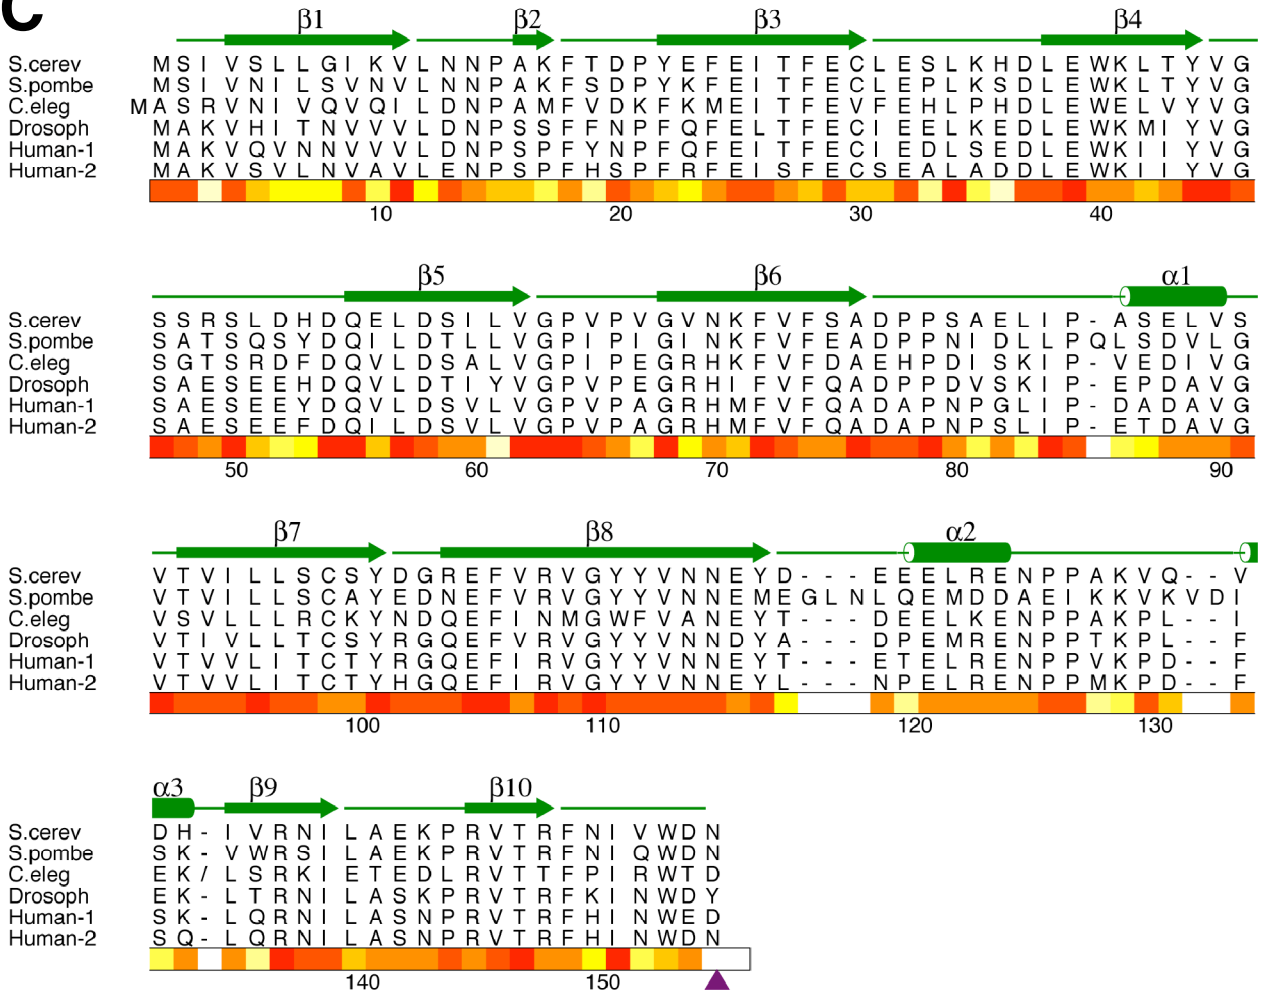 C
β1 β2 β3 β4
S.cerev MSIVSLLGIKVLNNPAKFTDPYEFEITFECLESLKHDLEWKLTYVG
S.pombe MSIVNILSVNVLNNPAKFSDPYKFEITFECLEPLKSDLEWKLTYVG
C.eleg MASRVNIVQVQILDNPAMFVDKFKMEITFEVFEHLPHDLEWELVYVG
Drosoph MAKVHITNVVVLDNPSSFFNPFQFELTFECIEELKEDLEWKMIYVG
Human-1 MAKVQVNNVVVLDNPSPFYNPFQFEITFECIEDLSEDLEWKIIYVG
Human-2 MAKVSVLNVAVLENPSPFHSPFRFEISFECSEALADDLEWKIIYVG
10 20 30 40
β5 β6 α1
S.cerev SSRSLDHDQELDSILVGPVPVGVNKFVFSADPPSAELIP-ASELVS
S.pombe SATSQSYDQILDTLLVGPIPIGINKFVFEADPPNIDLLPQLSDVLG
C.eleg SGTSRDFDQVLDSALVGPIPEGRHKFVFDAEHPDISKIP-VEDIVG
Drosoph SAESEEHDQVLDTIYVGPVPEGRHIFVFQADPPDVSKIP-EPDAVG
Human-1 SAESEEYDQVLDSVLVGPVPAGRHMFVFQADAPNPGLIP-DADAVG
Human-2 SAESEEFDQILDSVLVGPVPAGRHMFVFQADAPNPSLIP-ETDAVG
50 60 70 80 90
β7 β8 α2
S.cerev VTVILLSCSYDGREFVRVGYYVNNEYD---EEELRENPPAKVQ--V
S.pombe VTVILLSCAYEDNEFVRVGYYVNNEMEGLNLQEMDDAEIKKVKVDI
C.eleg VSVLLLRCKYNDQEFINMGWFVANEYT---DEELKENPPAKPL--I
Drosoph VTIVLLTCSYRGQEFVRVGYYVNNDYA---DPEMRENPPTKPL--F
Human-1 VTVVLITCTYRGQEFIRVGYYVNNEYT---ETELRENPPVKPD--F
Human-2 VTVVLITCTYHGQEFIRVGYYVNNEYL---NPELRENPPMKPD--F
100 110 120 130
α3 β9 β10
S.cerev DH-IVRNILAEKPRVTRFNIVWDN
S.pombe SK-VWRSILAEKPRVTRFNIQWDN
C.eleg EK/LSRKIETEDLRVTTFPIRWTD
Drosoph EK-LTRNILASKPRVTRFKINWDY
Human-1 SK-LQRNILASNPRVTRFHINWED
Human-2 SQ-LQRNILASNPRVTRFHINWDN
140 150